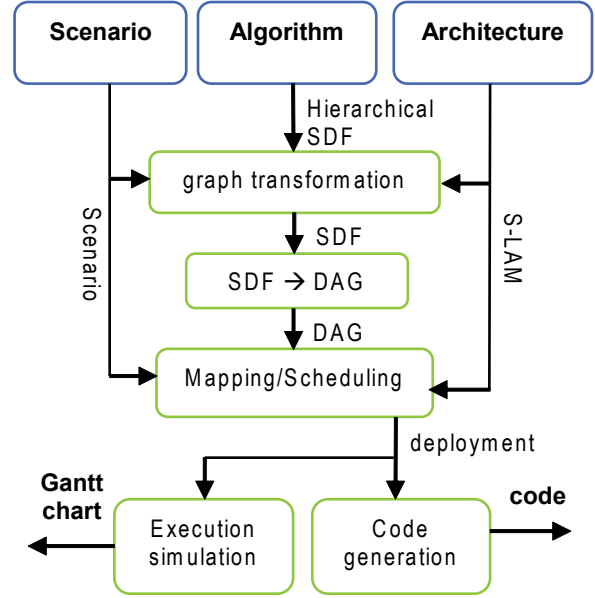 Scenario
Algorithm
Architecture
Hierarchical
SDF
graph transformation
Scenario
S-LAM
SDF
SDF → DAG
DAG
Mapping/Scheduling
deployment
Gantt
chart
Execution
simulation
Code
generation
code